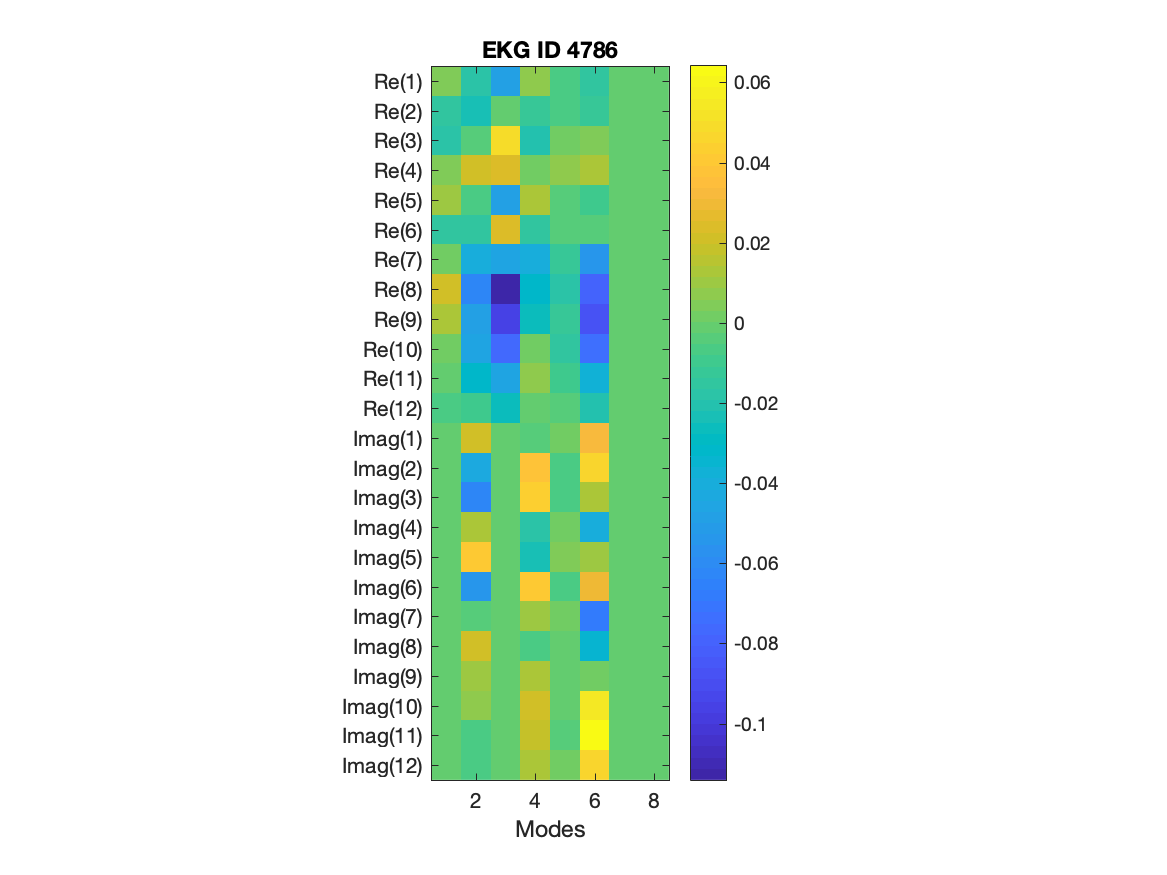 EKG ID 4786
Re(1)
Re(2)
Re(3)
Re(4)
Re(5)
Re(6)
Re(7)
Re(8)
Re(9)
Re(10)
Re(11)
Re(12)
Imag(1)
Imag(2)
Imag(3)
Imag(4)
Imag(5)
Imag(6)
Imag(7)
Imag(8)
Imag(9)
Imag(10)
Imag(11)
Imag(12)
2 4 6 8
Modes
0.06
0.04
0.02
0
-0.02
-0.04
-0.06
-0.08
-0.1